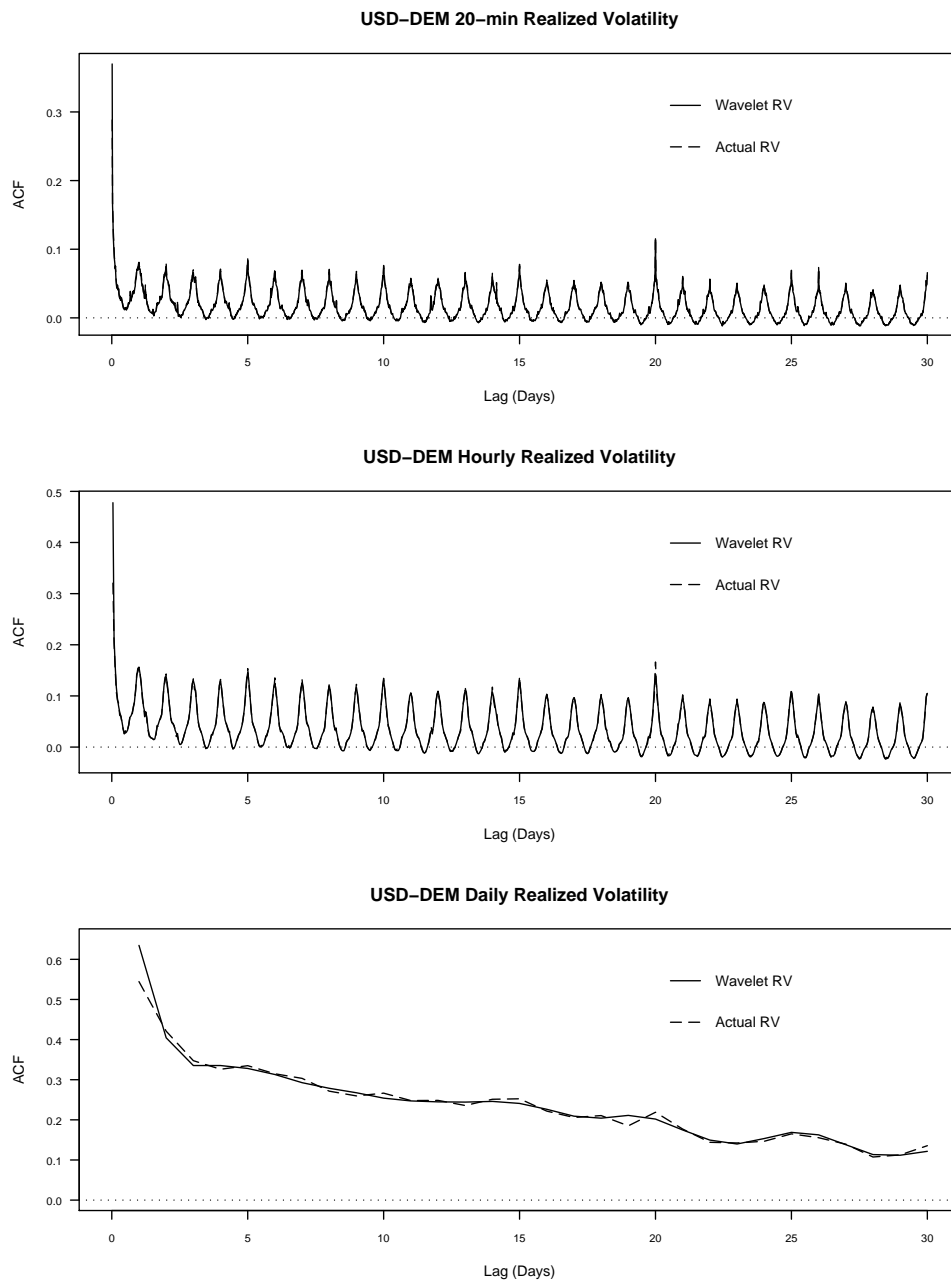 USD−DEM 20−min Realized Volatility
ACF
0.3
0.2
0.1
0.0
Wavelet RV
Actual RV
0 5 10 15 20 25 30
Lag (Days)
USD−DEM Hourly Realized Volatility
ACF
0.5
0.4
0.3
0.2
0.1
0.0
Wavelet RV
Actual RV
0 5 10 15 20 25 30
Lag (Days)
USD−DEM Daily Realized Volatility
ACF
0.6
0.5
0.4
0.3
0.2
0.1
0.0
Wavelet RV
Actual RV
0 5 10 15 20 25 30
Lag (Days)